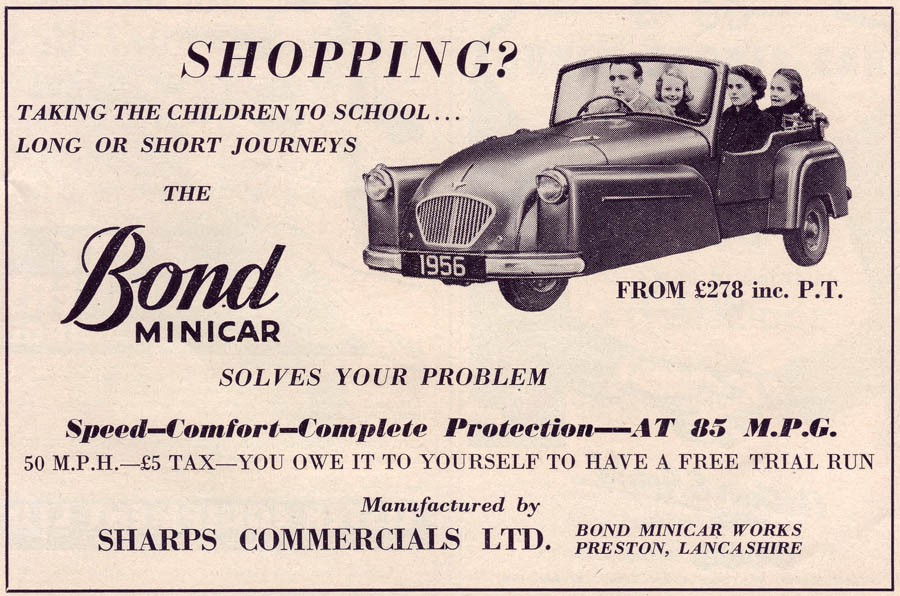 SHOPPING?
TAKING THE CHILDREN TO SCHOOL...
LONG OR SHORT JOURNEYS
THE
Bond
MINICAR
1956
FROM £278 inc. P.T.
SOLVES YOUR PROBLEM
Speed—Comfort—Complete Protection—AT 85 M.P.G.
50 M.P.H.—£5 TAX—YOU OWE IT TO YOURSELF TO HAVE A FREE TRIAL RUN
Manufactured by
SHARPS COMMERCIALS LTD.
BOND MINICAR WORKS
PRESTON, LANCASHIRE